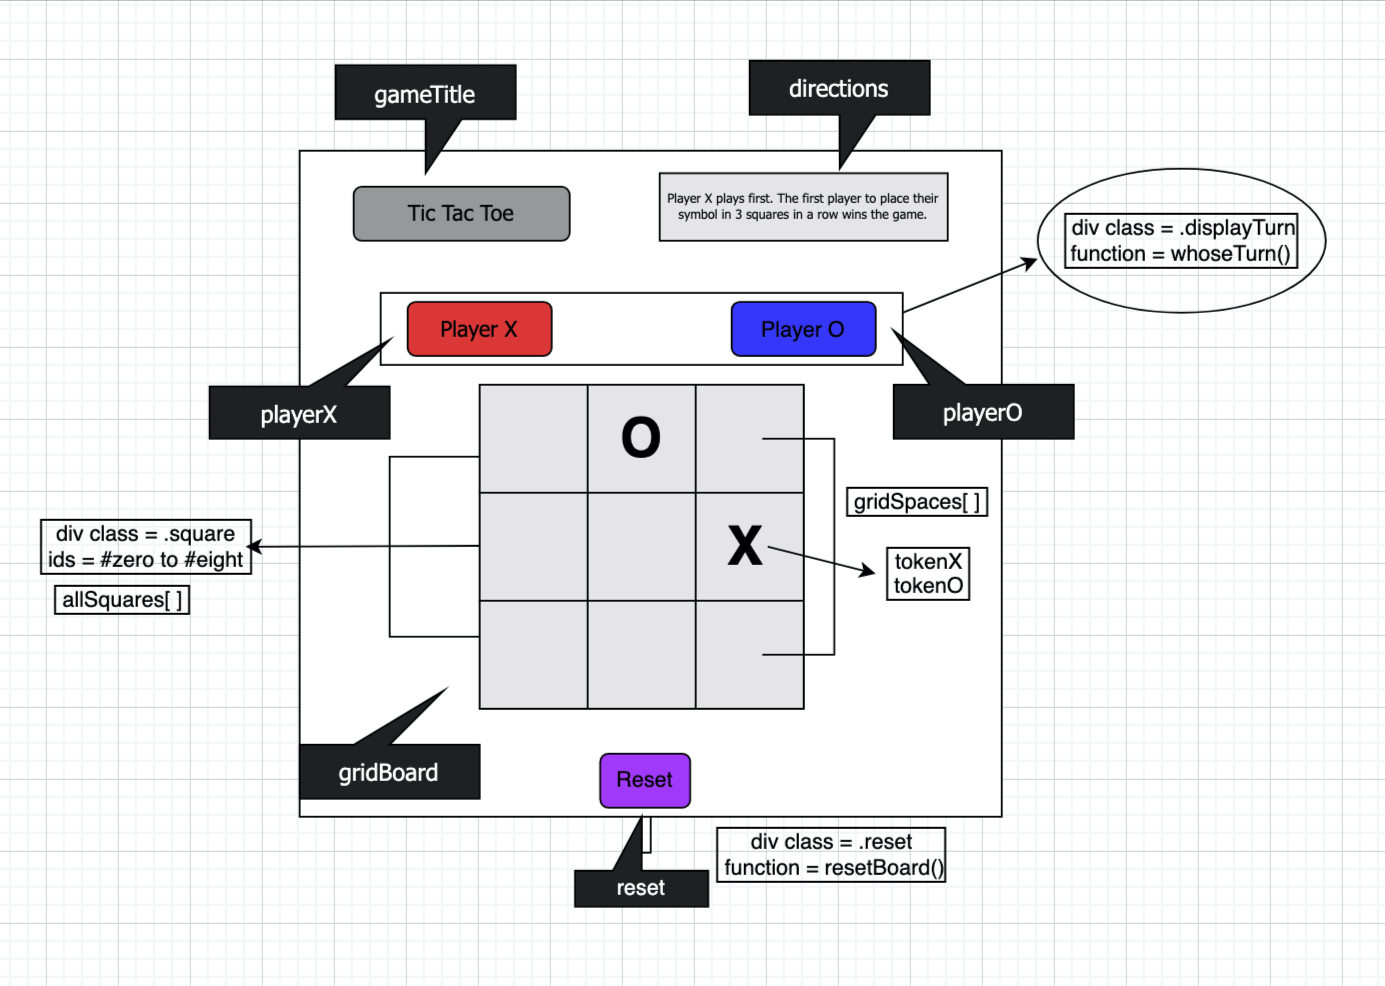 gameTitle
directions
Tic Tac Toe
Player X plays first. The first player to place their
symbol in 3 squares in a row wins the game.
div class = .displayTurn
function = whoseTurn()
Player X
Player O
playerX
playerO
O
gridSpaces[ ]
div class = .square
ids = #zero to #eight
X
tokenX
tokenO
allSquares[ ]
gridBoard
Reset
div class = .reset
function = resetBoard()
reset